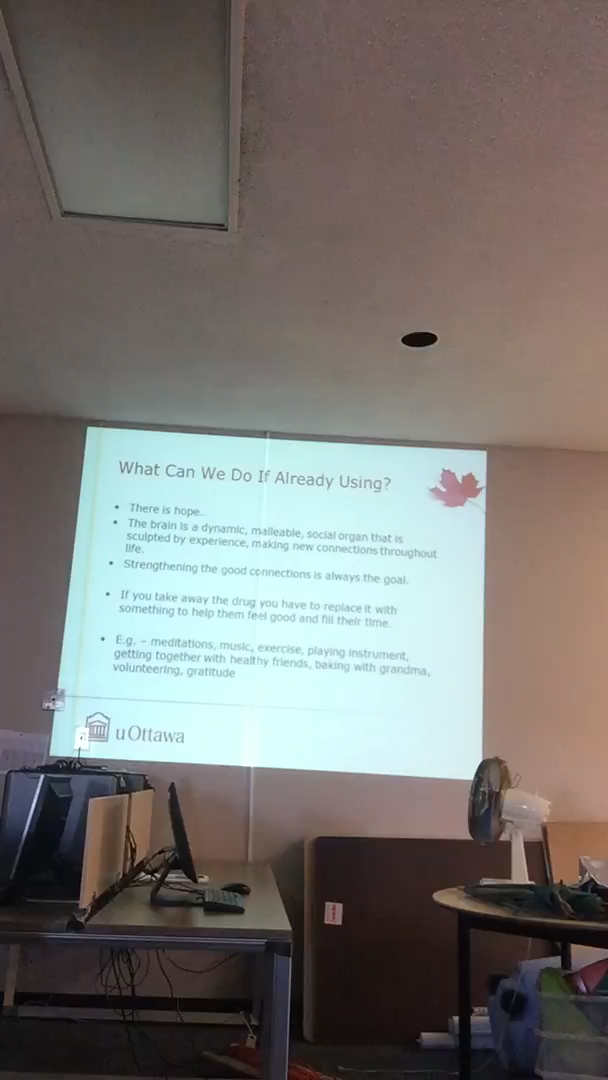 What Can We Do If Already Using?
• There is hope..
• The brain is a dynamic, malleable, social organ that is
sculpted by experience, making new connections throughout
life.
• Strengthening the good connections is always the goal.
• If you take away the drug you have to replace it with
something to help them feel good and fill their time.
• E.g. – meditations, music, exercise, playing instrument,
getting together with healthy friends, baking with grandma,
volunteering, gratitude
uOttawa